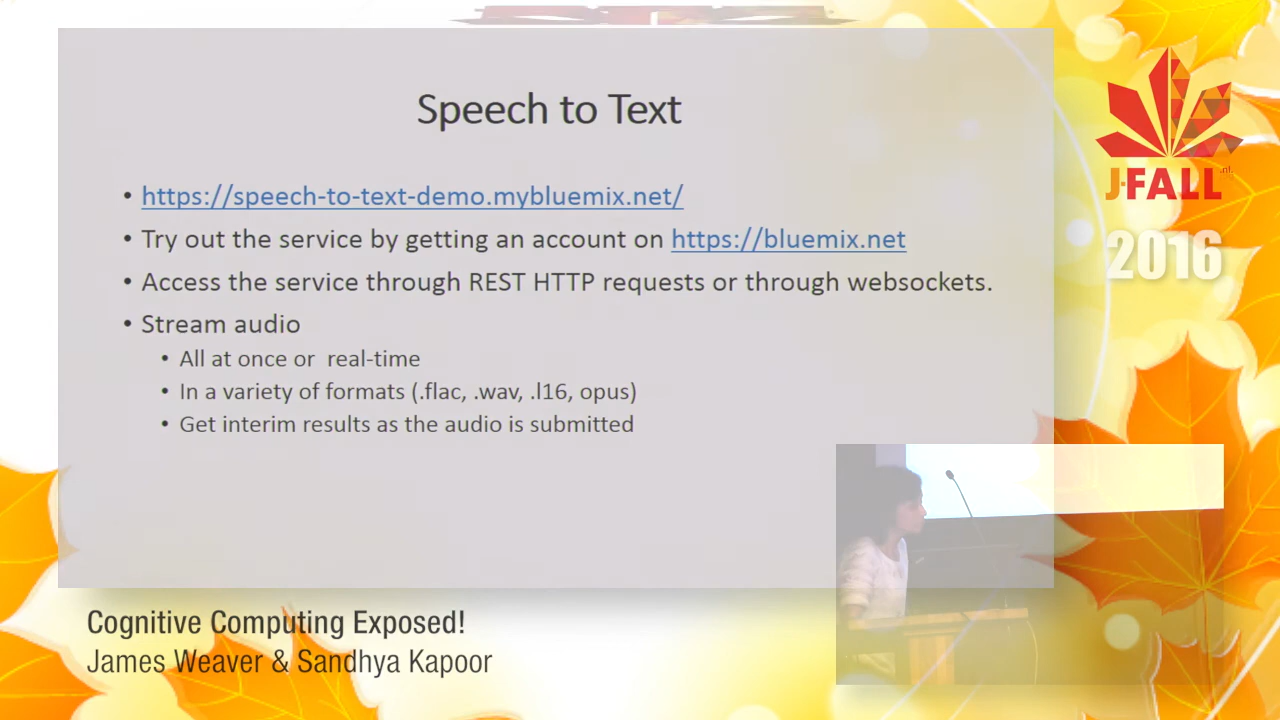 Speech to Text
• https://speech-to-text-demo.mybluemix.net/
• Try out the service by getting an account on https://bluemix.net
• Access the service through REST HTTP requests or through websockets.
• Stream audio
• All at once or real-time
• In a variety of formats (.flac, .wav, .l16, opus)
• Get interim results as the audio is submitted
J-FALL.nl
2016
Cognitive Computing Exposed!
James Weaver & Sandhya Kapoor